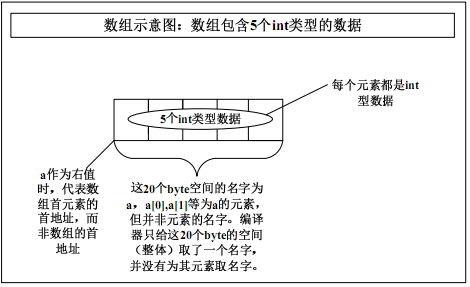 数组示意图：数组包含5个int类型的数据
每个元素都是int
型数据
5个int类型数据
a作为右值
时，代表数
组首元素的
首地址，而
非数组的首
地址
这20个byte空间的名字为
a，a[0],a[1]等为a的元素，
但并非元素的名字。编译
器只给这20个byte的空间
（整体）取了一个名字，
并没有为其元素取名字。